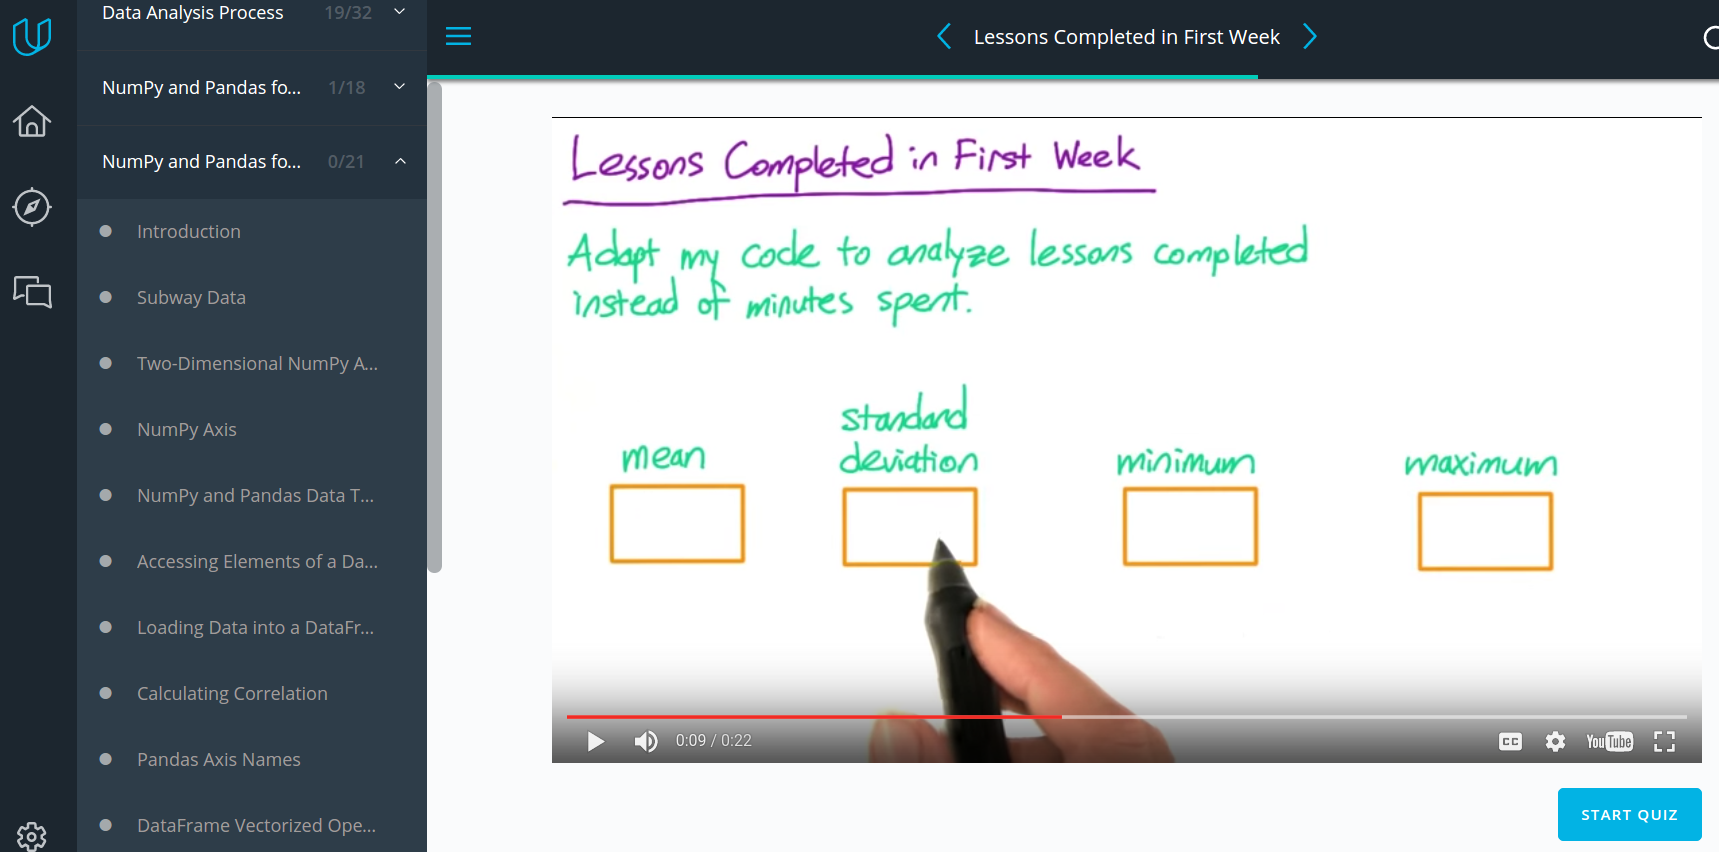 Data Analysis Process 19/32
NumPy and Pandas fo... 1/18
NumPy and Pandas fo... 0/21
Introduction
Subway Data
Two-Dimensional NumPy A...
NumPy Axis
NumPy and Pandas Data T...
Accessing Elements of a Da...
Loading Data into a DataFr...
Calculating Correlation
Pandas Axis Names
DataFrame Vectorized Ope...
Lessons Completed in First Week
Lessons Completed in First Week
Adapt my code to analyze lessons completed
instead of minutes spent.
mean
standard
deviation
minimum
maximum
0:09 / 0:22
CC
YouTube
START QUIZ